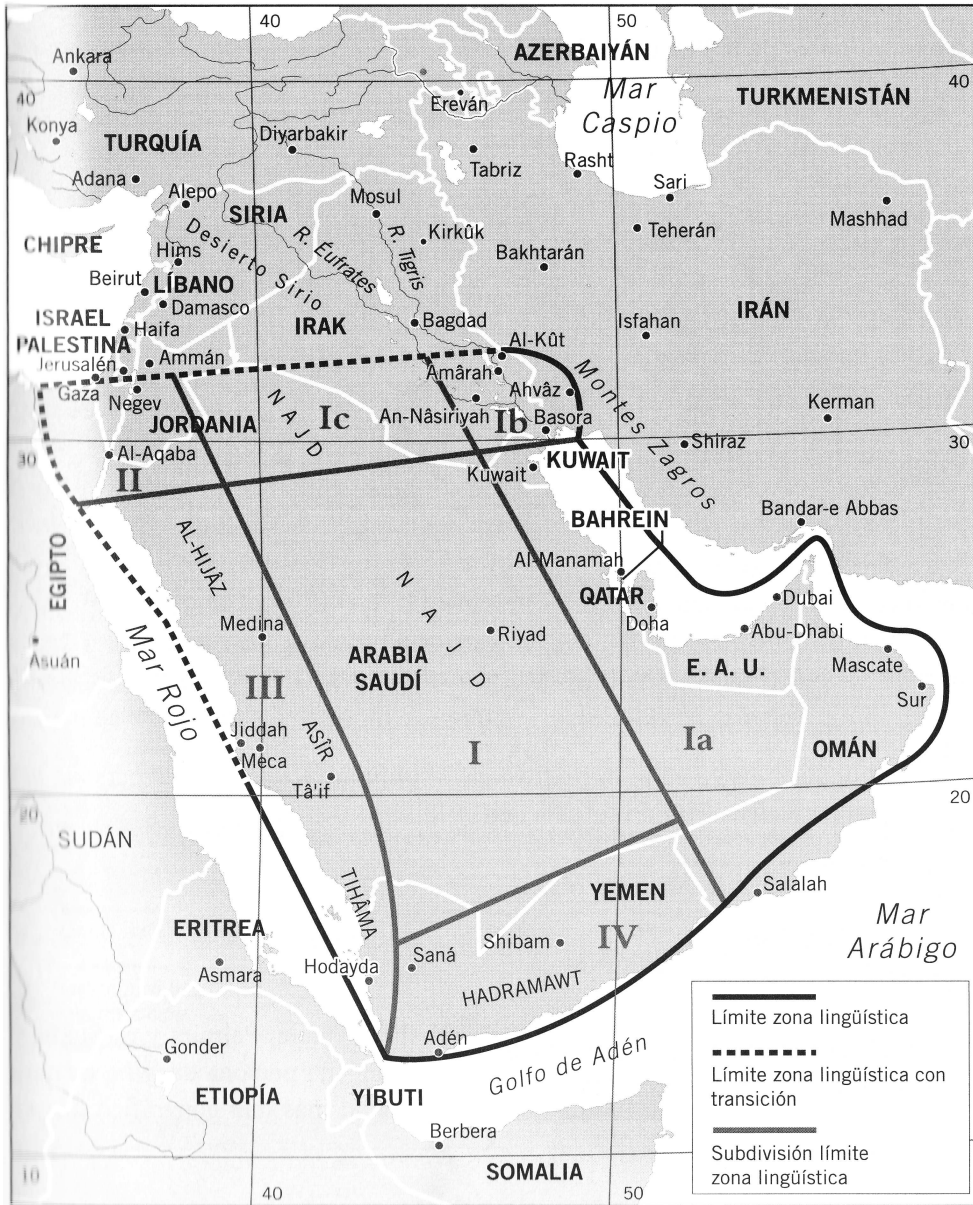 40
50
AZERBAIYÁN
Ankara
40
Ereván
Mar
Caspio
TURKMENISTÁN
40
Konya
TURQUÍA
Diyarbakir
Tabriz
Rasht
Adana
Alepo
SIRIA
Mosul
Sari
Mashhad
Teherán
CHIPRE
Desierto Sirio
R. Éufrates
R. Tigris
Kirkûk
Bakhtarán
Hims
Beirut
LÍBANO
Damasco
IRÁN
ISRAEL
PALESTINA
Haifa
IRAK
Bagdad
Isfahan
Al-Kût
Jerusalén
Ammán
Amârah
Ahvâz
Montes Zagros
Gaza
Negev
JORDANIA
NAJD
Ic
An-Nâsiriyah
Ib
Basora
Kerman
30
Al-Aqaba
II
Kuwait
KUWAIT
Shiraz
30
EGIPTO
AL-HIJÂZ
BAHREIN
Bandar-e Abbas
Al-Manamah
QATAR
Doha
Dubai
Abu-Dhabi
Medina
NAJD
Riyad
Asuán
Mar Rojo
ARABIA
SAUDÍ
E. A. U.
Mascate
Sur
III
Jiddah
Meca
ASÎR
I
Ia
OMÁN
Tâ'if
20
SUDÁN
TIHÂMA
YEMEN
Salalah
ERITREA
Asmara
Hodayda
Saná
Shibam
IV
Mar
Arábigo
HADRAMAWT
Adén
Gonder
Golfo de Adén
ETIOPÍA
YIBUTI
Berbera
SOMALIA
10
40
50
Límite zona lingüística
Límite zona lingüística con
transición
Subdivisión límite
zona lingüística